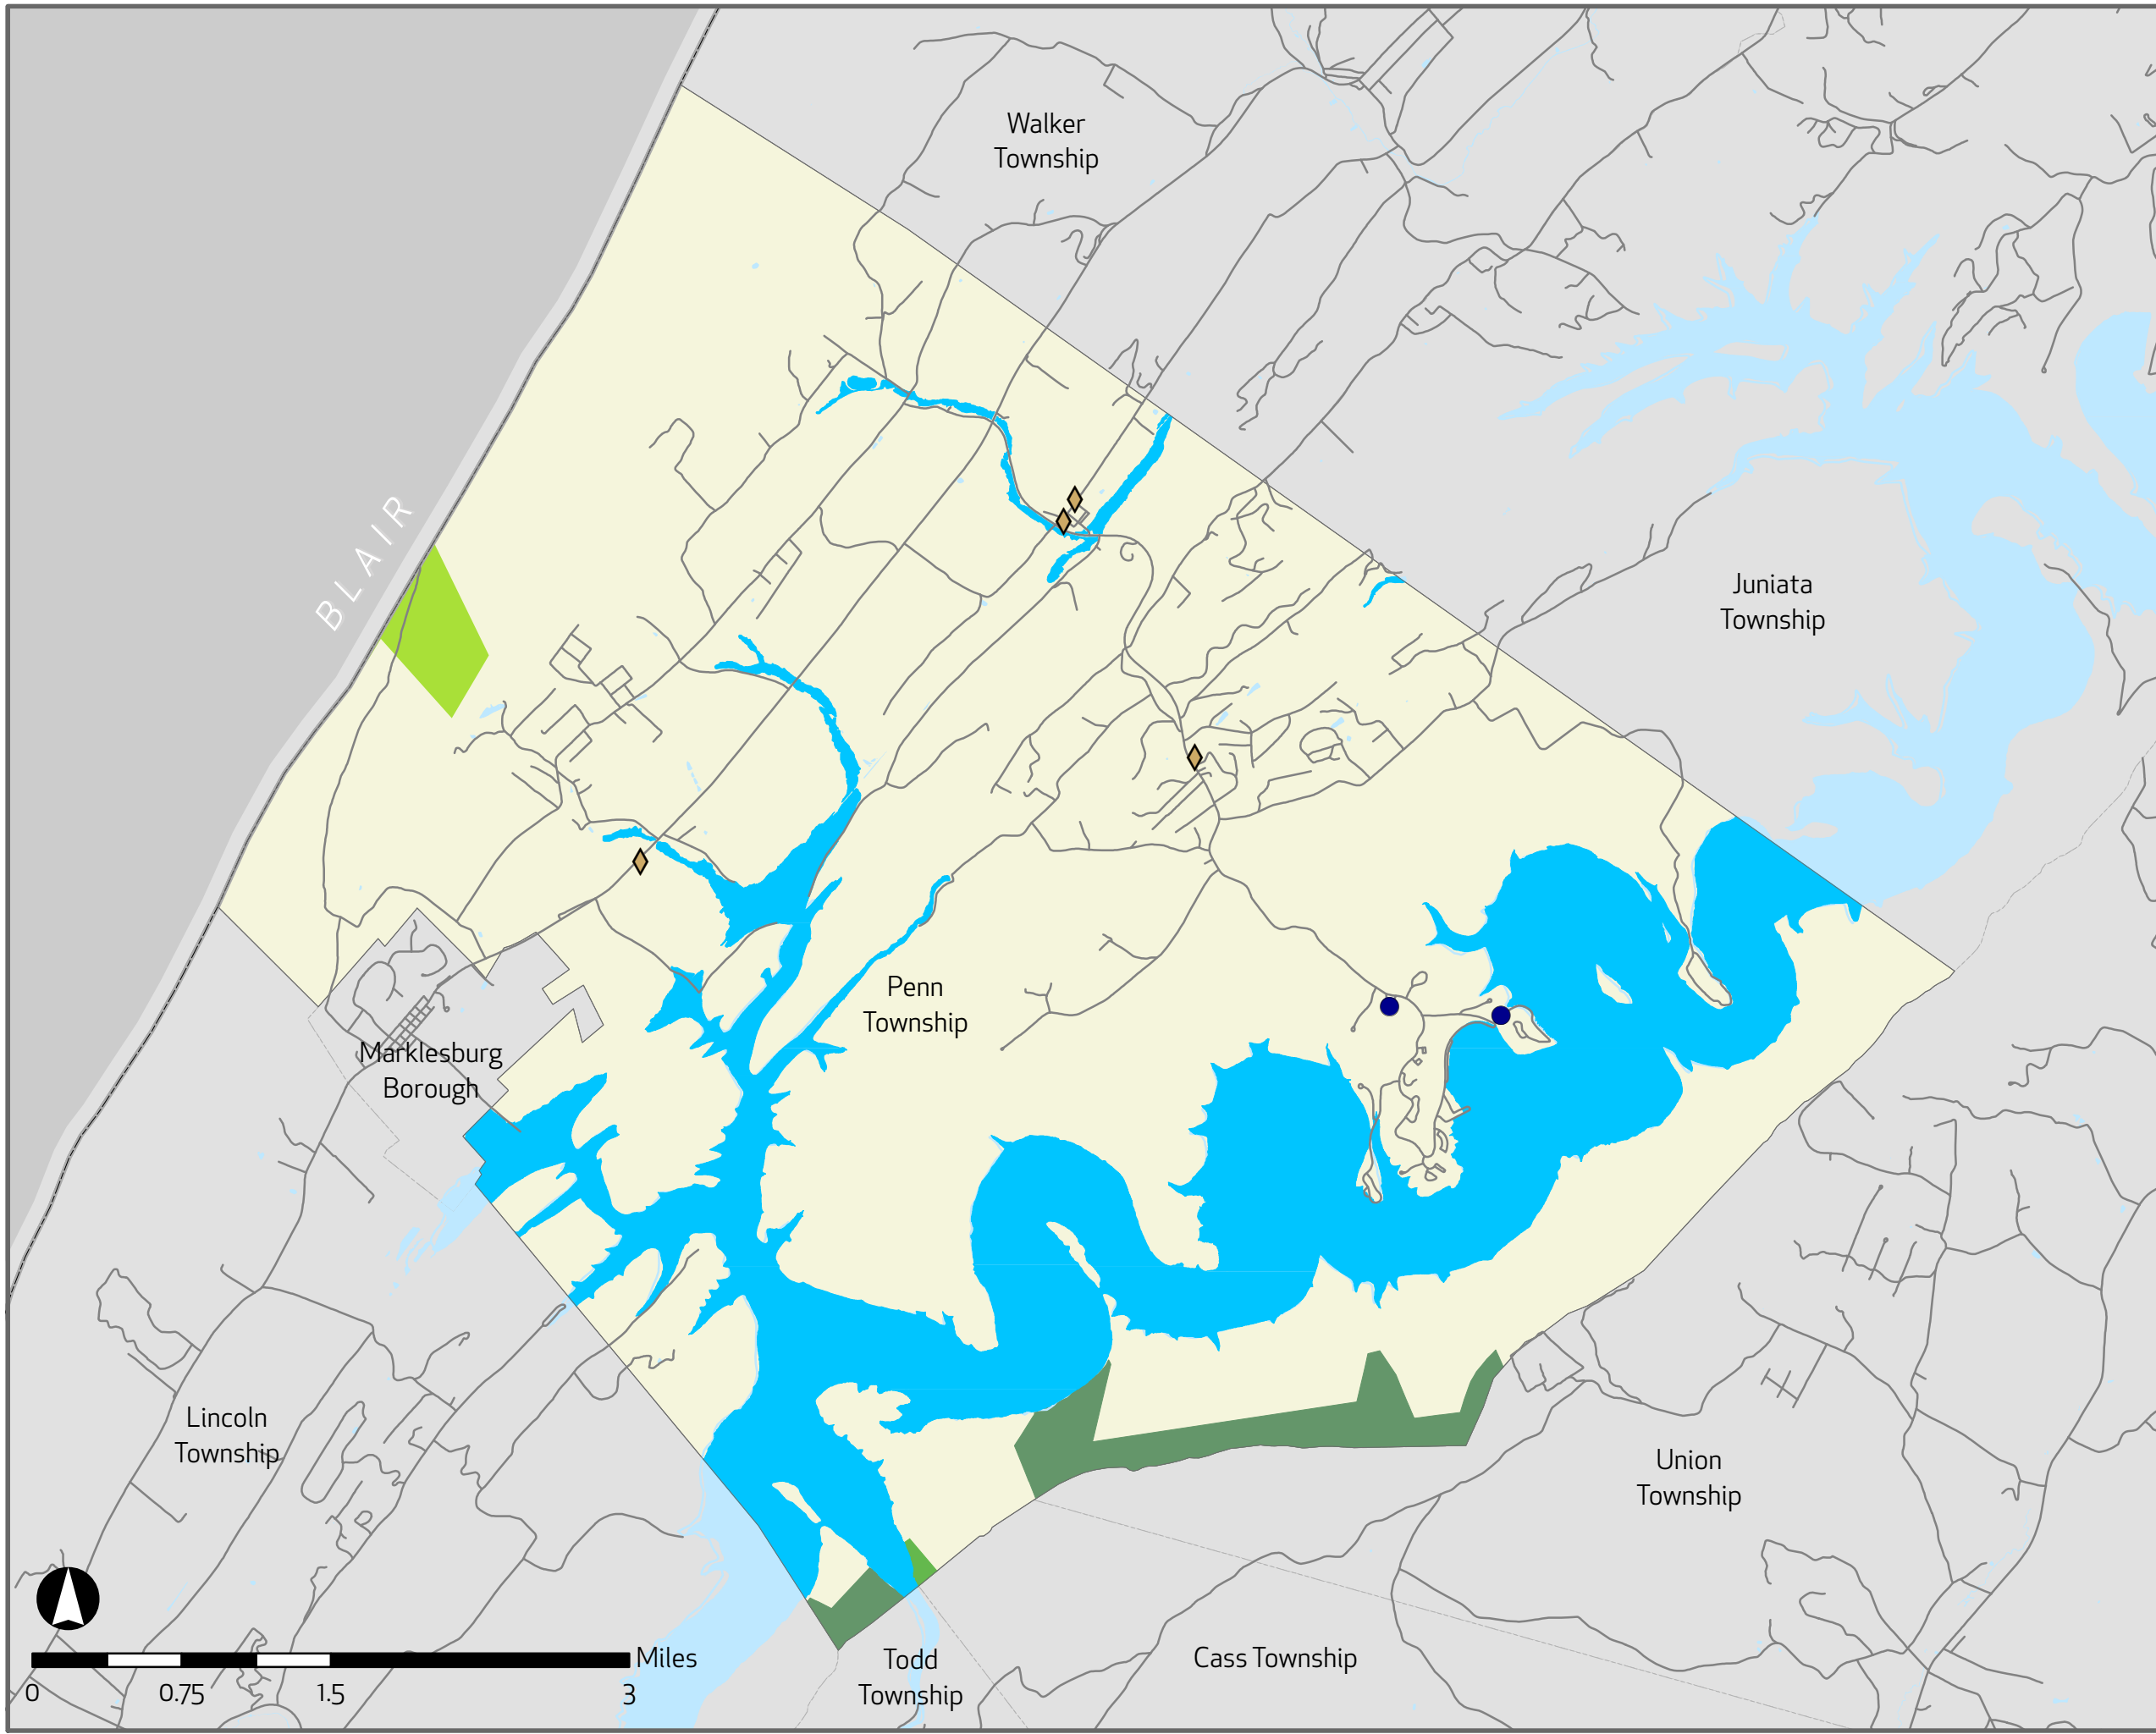 Walker
Township
BLAIR
Juniata
Township
Penn
Township
Marklesburg
Borough
Lincoln
Township
Union
Township
Miles
0 0.75 1.5 3
Todd
Township
Cass Township